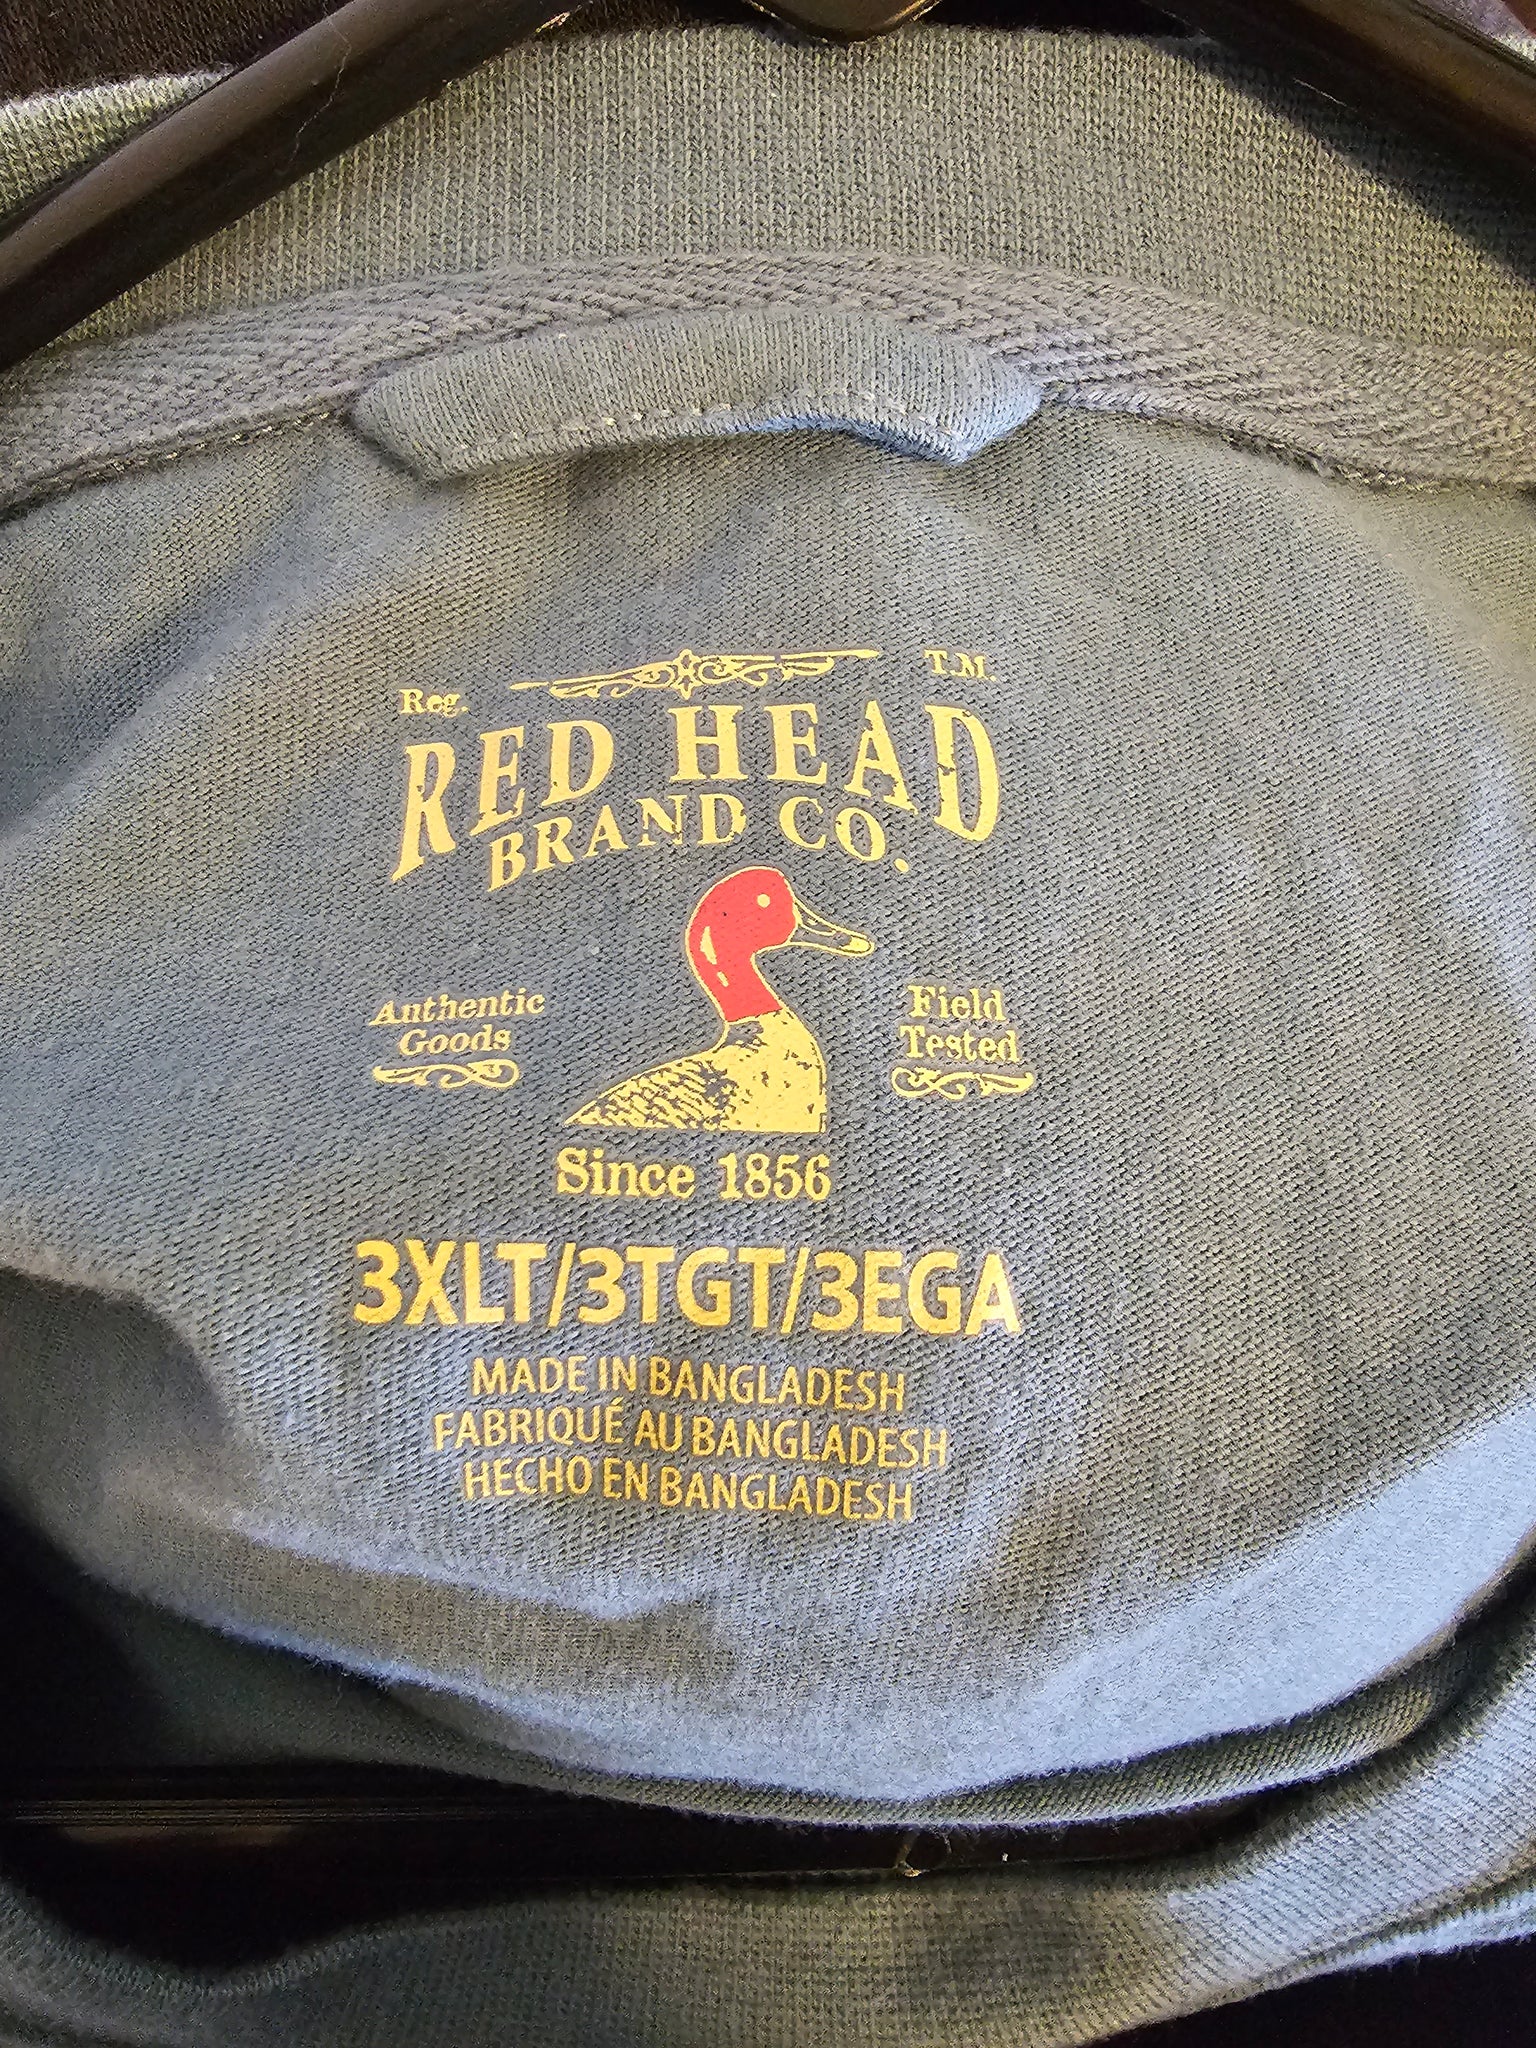 Reg. T.M.
RED HEAD
BRAND CO.
Authentic
Goods
Field
Tested
Since 1856
3XLT/3TGT/3EGA
MADE IN BANGLADESH
FABRIQUÉ AU BANGLADESH
HECHO EN BANGLADESH